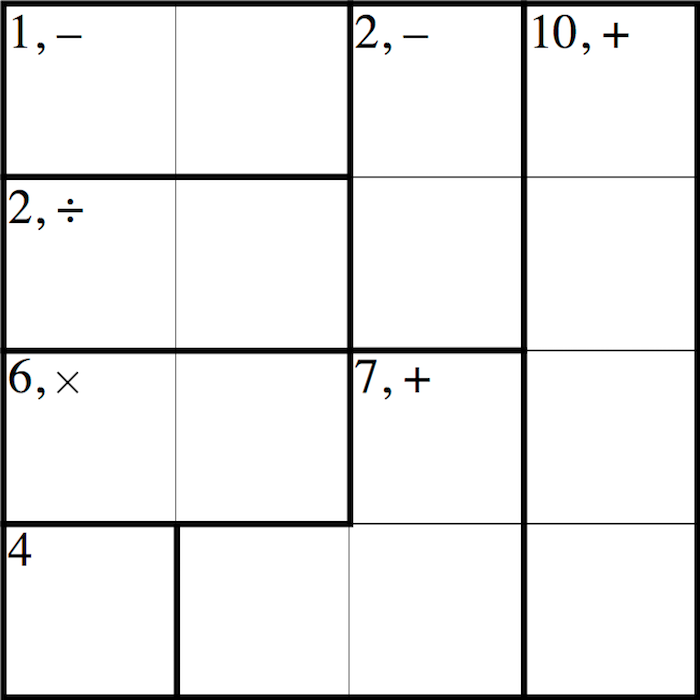 1, – 2, – 10, +
2, ÷
6, × 7, +
4